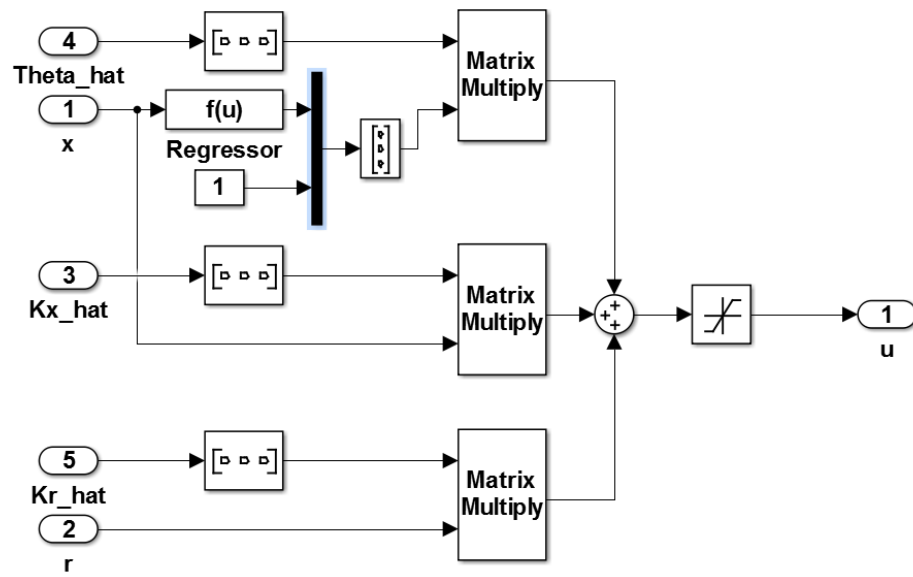 4
Theta_hat
1
x
f(u)
Regressor
1
Matrix
Multiply
3
Kx_hat
Matrix
Multiply
+
+
+
1
u
5
Kr_hat
2
r
Matrix
Multiply